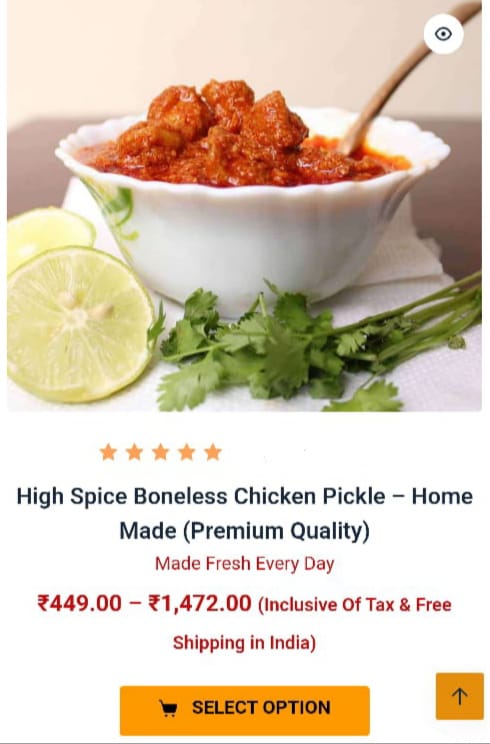 High Spice Boneless Chicken Pickle – Home
Made (Premium Quality)
Made Fresh Every Day
₹449.00 – ₹1,472.00 (Inclusive Of Tax & Free
Shipping in India)
SELECT OPTION